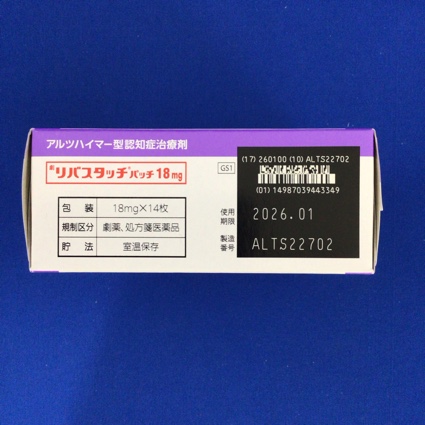 アルツハイマー型認知症治療剤
劇 リバスタッチ®パッチ18mg
GS1
包 装 18mg×14枚
規制区分 劇薬、処方箋医薬品
貯 法 室温保存
(17) 260100 (10) ALTS22702
(01) 14987039443349
使用期限 2026.01
製造番号 ALTS22702